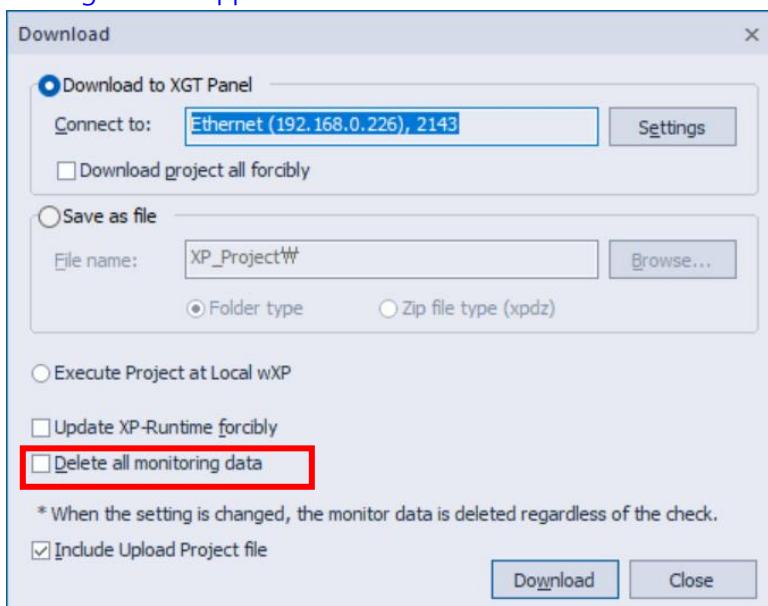 Download
Download to XGT Panel
Connect to: Ethernet (192.168.0.226), 2143 Settings
Download project all forcibly
Save as file
File name: XP_Project₩ Browse...
Folder type Zip file type (xpdz)
Execute Project at Local wXP
Update XP-Runtime forcibly
Delete all monitoring data
* When the setting is changed, the monitor data is deleted regardless of the check.
Include Upload Project file
Download Close